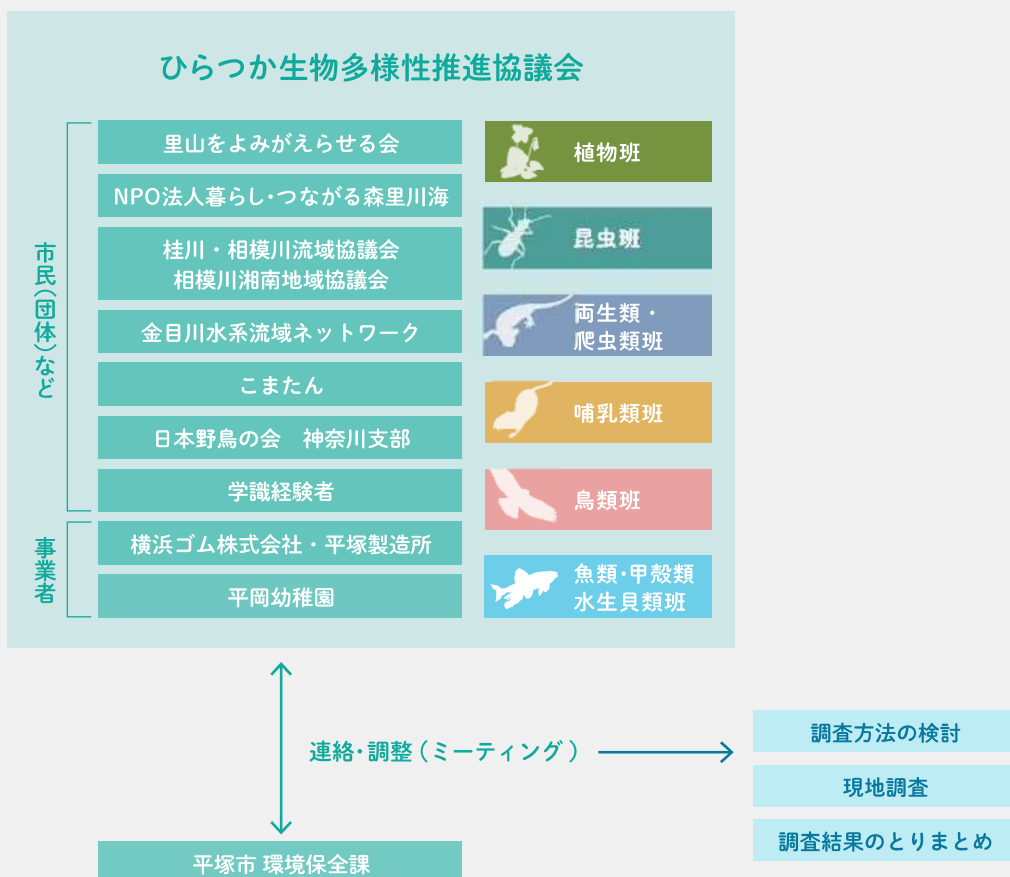 ひらつか生物多様性推進協議会
市民(団体)など
里山をよみがえらせる会
NPO法人暮らし・つながる森里川海
桂川・相模川流域協議会
相模川湘南地域協議会
金目川水系流域ネットワーク
こまたん
日本野鳥の会　神奈川支部
学識経験者
事業者
横浜ゴム株式会社・平塚製造所
平岡幼稚園
植物班
昆虫班
両生類・
爬虫類班
哺乳類班
鳥類班
魚類・甲殻類
水生貝類班
連絡・調整(ミーティング)
調査方法の検討
現地調査
調査結果のとりまとめ
平塚市 環境保全課